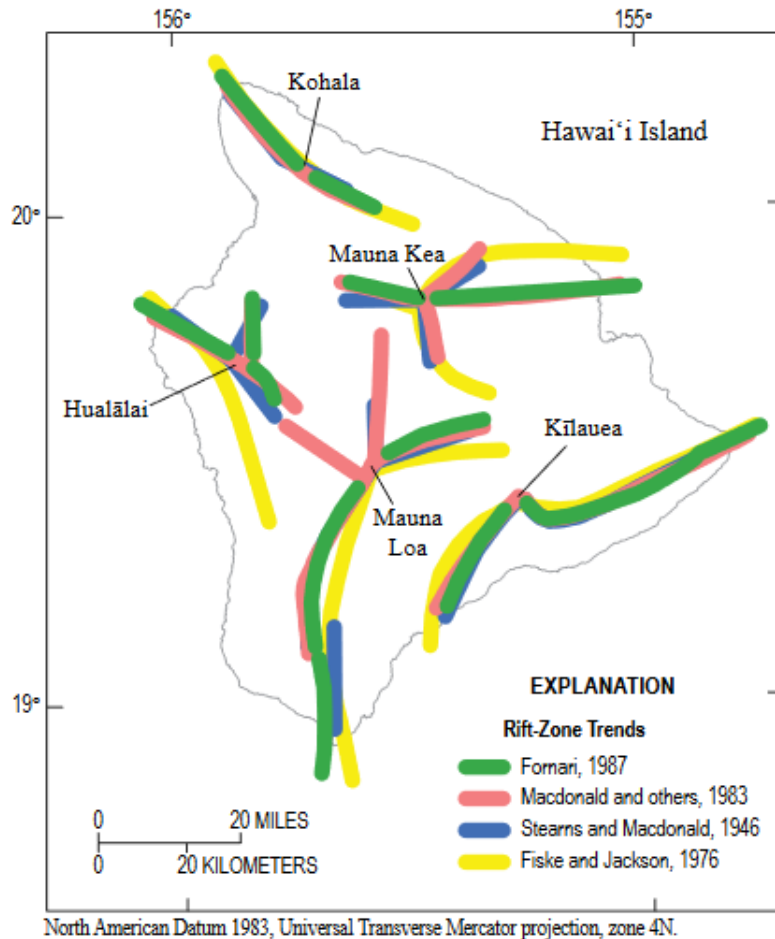 156°
155°
Kohala
Hawai‘i Island
20°
Mauna Kea
Hualālai
Kīlauea
Mauna
Loa
19°
EXPLANATION
Rift-Zone Trends
Fornari, 1987
Macdonald and others, 1983
Stearns and Macdonald, 1946
Fiske and Jackson, 1976
0 20 MILES
0 20 KILOMETERS
North American Datum 1983, Universal Transverse Mercator projection, zone 4N.